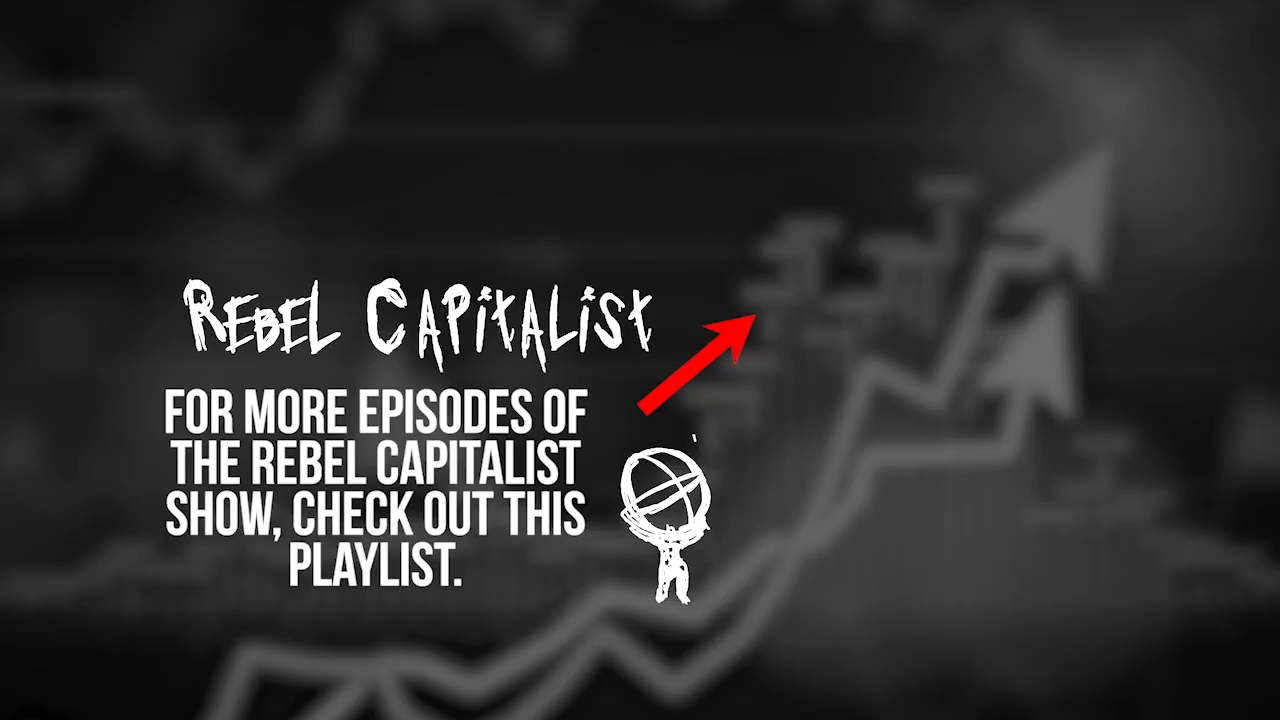 REBEL CAPITALIST
FOR MORE EPISODES OF
THE REBEL CAPITALIST
SHOW, CHECK OUT THIS
PLAYLIST.